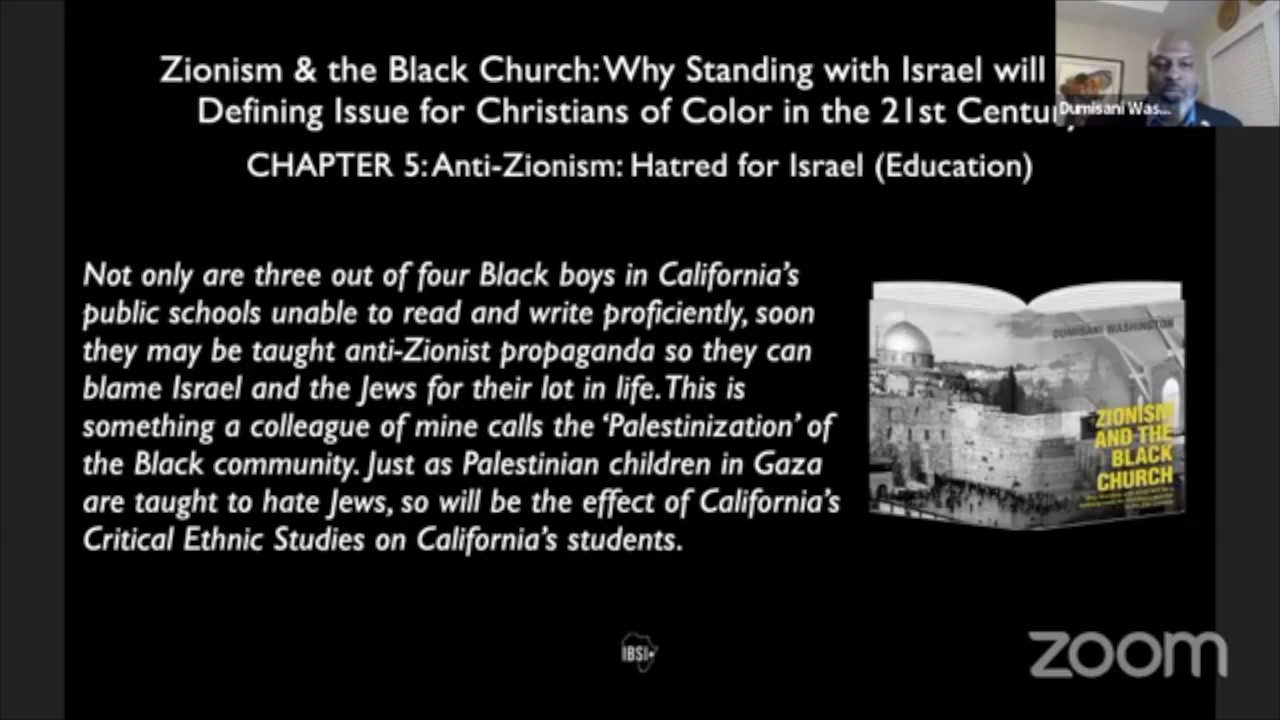 Zionism & the Black Church: Why Standing with Israel will
Defining Issue for Christians of Color in the 21st Century
CHAPTER 5: Anti-Zionism: Hatred for Israel (Education)
Dumisani Was...
Not only are three out of four Black boys in California's
public schools unable to read and write proficiently, soon
they may be taught anti-Zionist propaganda so they can
blame Israel and the Jews for their lot in life. This is
something a colleague of mine calls the 'Palestinization' of
the Black community. Just as Palestinian children in Gaza
are taught to hate Jews, so will be the effect of California's
Critical Ethnic Studies on California's students.
DUMISANI WASHINGTON
ZIONISM
AND THE
BLACK
CHURCH
IBSI
zoom